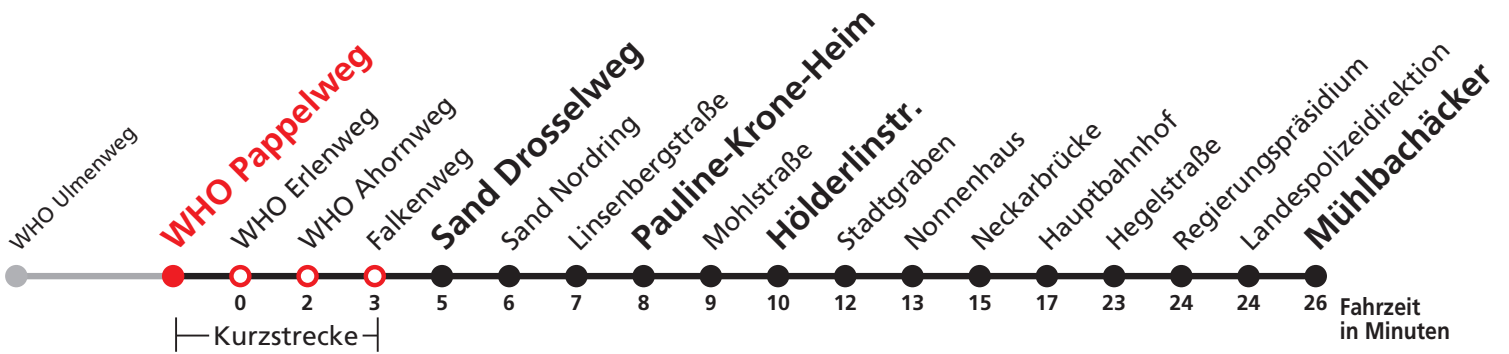 WHO Ulmenweg
WHO Pappelweg
WHO Erlenweg
WHO Ahornweg
Falkenweg
Sand Drosselweg
Sand Nordring
Linsenbergstraße
Pauline-Krone-Heim
Mohlstraße
Hölderlinstr.
Stadtgraben
Nonnenhaus
Neckarbrücke
Hauptbahnhof
Hegelstraße
Regierungspräsidium
Landespolizeidirektion
Mühlbachäcker
0 2 3 5 6 7 8 9 10 12 13 15 17 23 24 24 26 Fahrzeit
in Minuten
Kurzstrecke